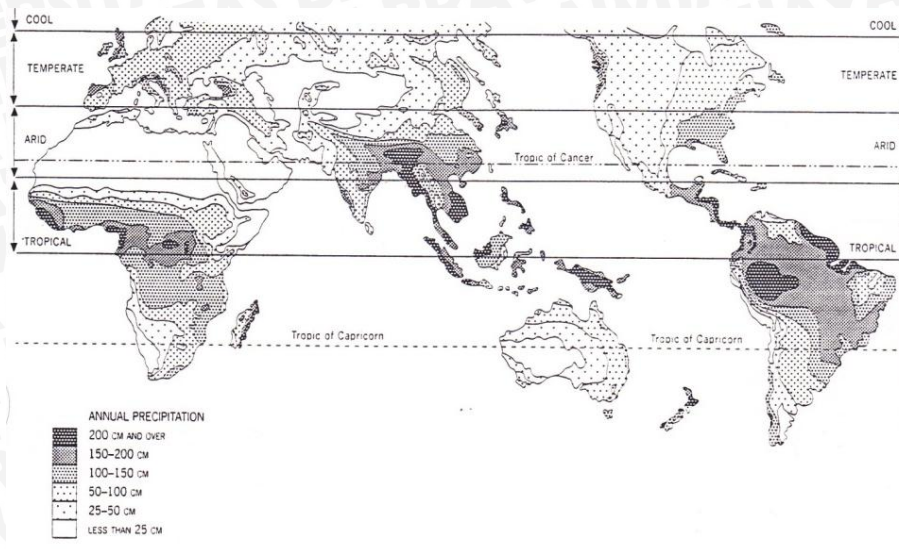 COOL
COOL
TEMPERATE
TEMPERATE
ARID
ARID
Tropic of Cancer
TROPICAL
TROPICAL
Tropic of Capricorn
Tropic of Capricorn
ANNUAL PRECIPITATION
200 CM AND OVER
150-200 CM
100-150 CM
50-100 CM
25-50 CM
LESS THAN 25 CM